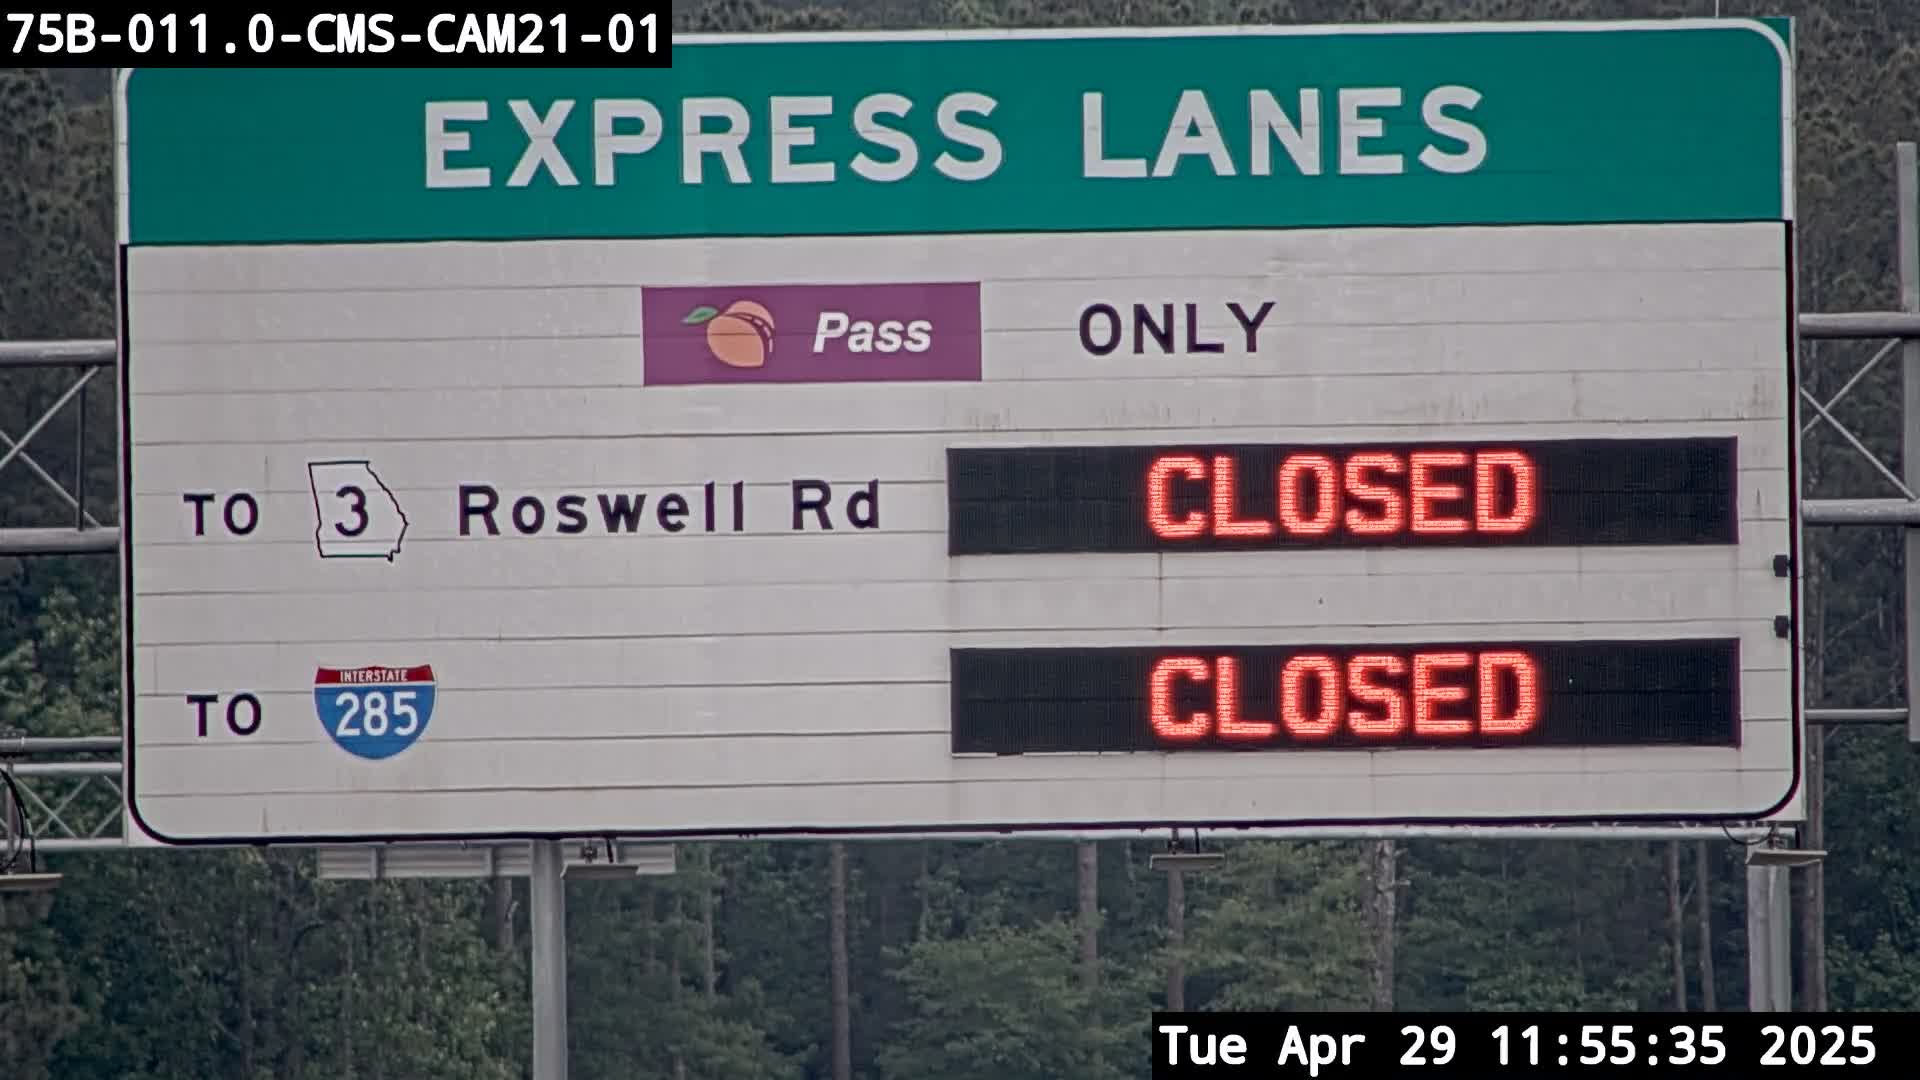 75B-011.0-CMS-CAM21-01
EXPRESS LANES
Pass ONLY
TO 3 Roswell Rd CLOSED
INTERSTATE
TO 285 CLOSED
Tue Apr 29 11:55:35 2025